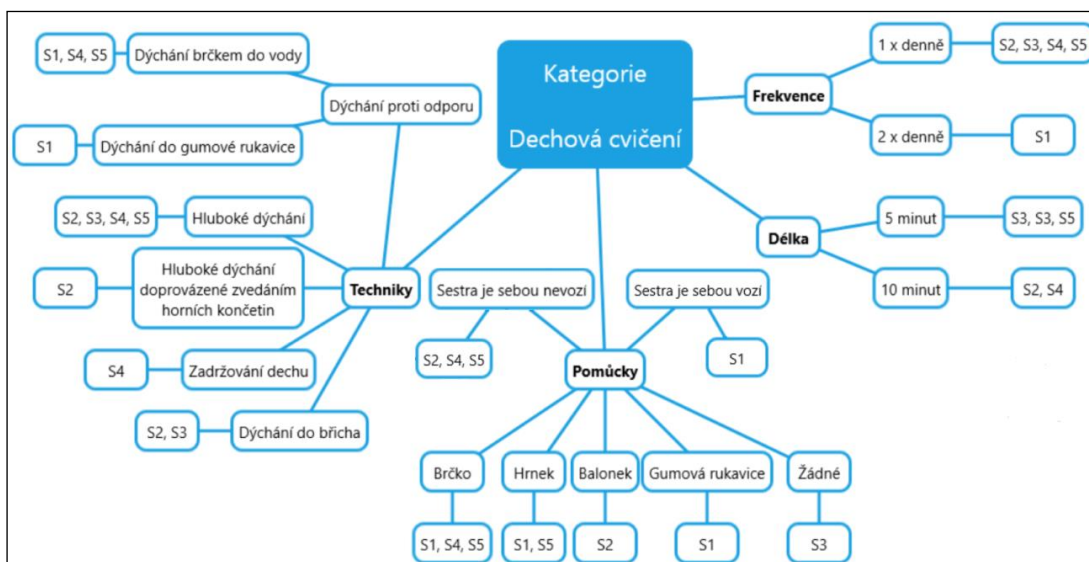 Kategorie
Dechová cvičení
Frekvence
1 x denně
S2, S3, S4, S5
2 x denně
S1
Délka
5 minut
S3, S3, S5
10 minut
S2, S4
Techniky
Dýchání proti odporu
Dýchání brčkem do vody
S1, S4, S5
Dýchání do gumové rukavice
S1
Hluboké dýchání
S2, S3, S4, S5
Hluboké dýchání
doprovázené zvedáním
horních končetin
S2
Zadržování dechu
S4
Dýchání do břicha
S2, S3
Pomůcky
Sestra je sebou nevozí
S2, S4, S5
Sestra je sebou vozí
S1
Brčko
S1, S4, S5
Hrnek
S1, S5
Balonek
S2
Gumová rukavice
S1
Žádné
S3